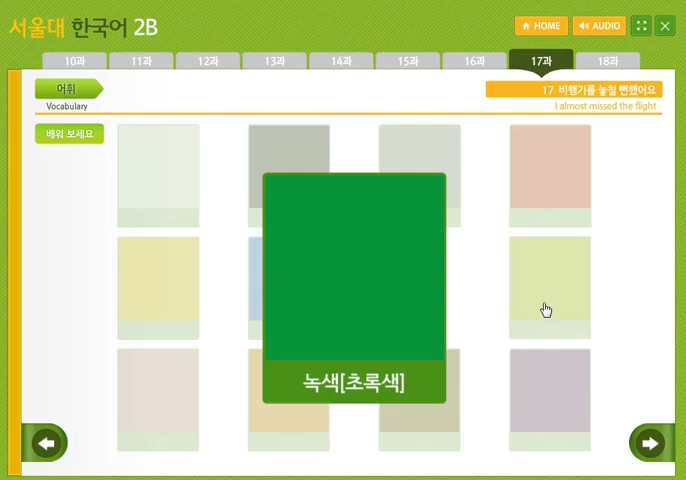 서울대 한국어 2B
HOME
AUDIO
10과
11과
12과
13과
14과
15과
16과
17과
18과
어휘
Vocabulary
17 비행기를 놓칠 뻔했어요
I almost missed the flight
배워 보세요
녹색[초록색]